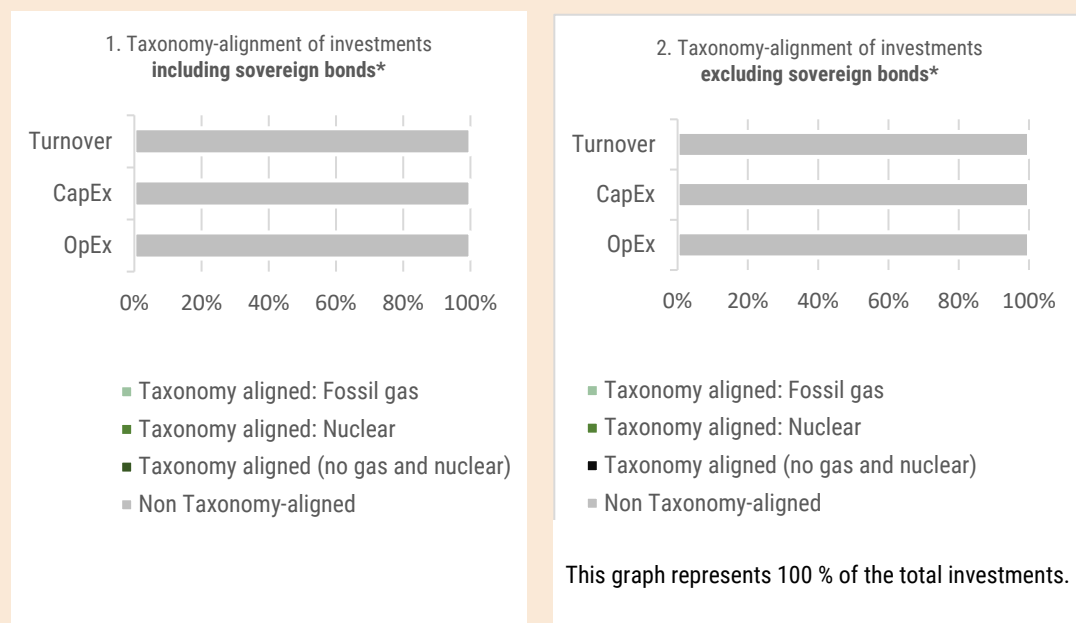 1. Taxonomy-alignment of investments
including sovereign bonds*
Turnover
CapEx
OpEx
0% 20% 40% 60% 80% 100%
Taxonomy aligned: Fossil gas
Taxonomy aligned: Nuclear
Taxonomy aligned (no gas and nuclear)
Non Taxonomy-aligned
2. Taxonomy-alignment of investments
excluding sovereign bonds*
Turnover
CapEx
OpEx
0% 20% 40% 60% 80% 100%
Taxonomy aligned: Fossil gas
Taxonomy aligned: Nuclear
Taxonomy aligned (no gas and nuclear)
Non Taxonomy-aligned
This graph represents 100 % of the total investments.